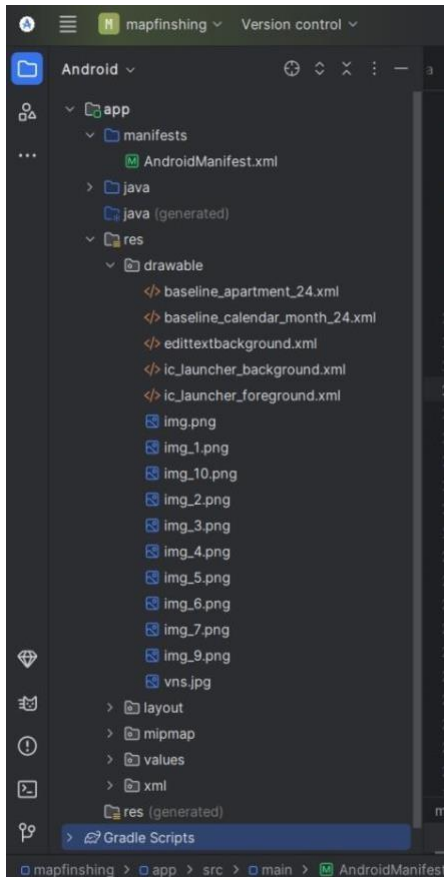 M mapfinshing Version control
Android
app
manifests
AndroidManifest.xml
java
java (generated)
res
drawable
baseline_apartment_24.xml
baseline_calendar_month_24.xml
edittextbackground.xml
ic_launcher_background.xml
ic_launcher_foreground.xml
img.png
img_1.png
img_10.png
img_2.png
img_3.png
img_4.png
img_5.png
img_6.png
img_7.png
img_9.png
vns.jpg
layout
mipmap
values
xml
res (generated)
Gradle Scripts
mapfinshing > app > src > main > AndroidManifest